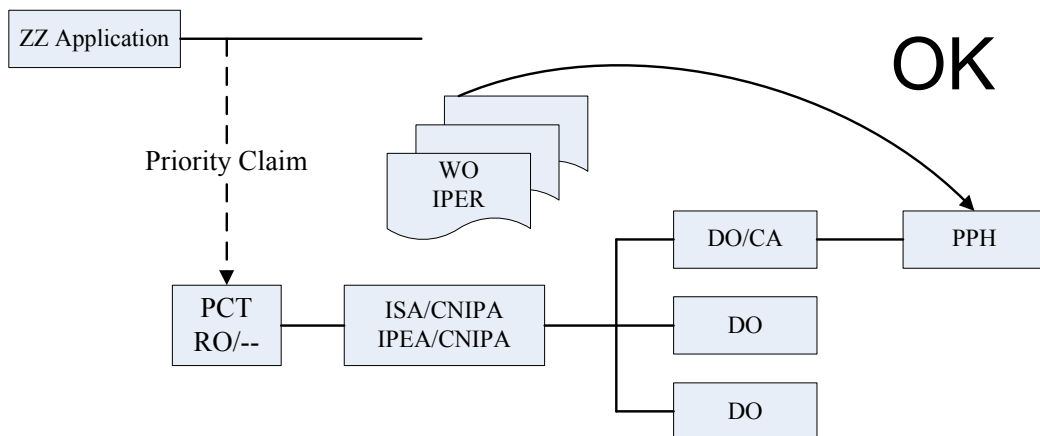 ZZ Application
OK
Priority Claim
WO
IPER
DO/CA
PPH
PCT
RO/--
ISA/CNIPA
IPEA/CNIPA
DO
DO